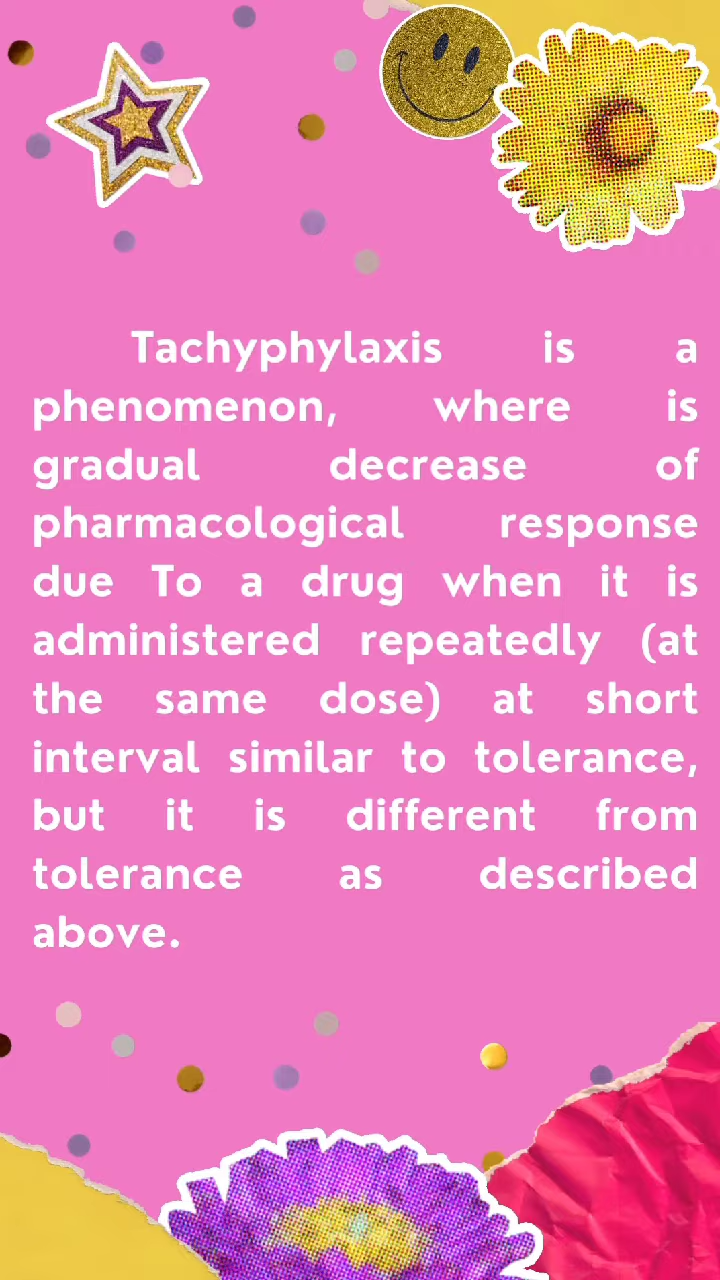 Tachyphylaxis is a
phenomenon, where is
gradual decrease of
pharmacological response
due To a drug when it is
administered repeatedly (at
the same dose) at short
interval similar to tolerance,
but it is different from
tolerance as described
above.